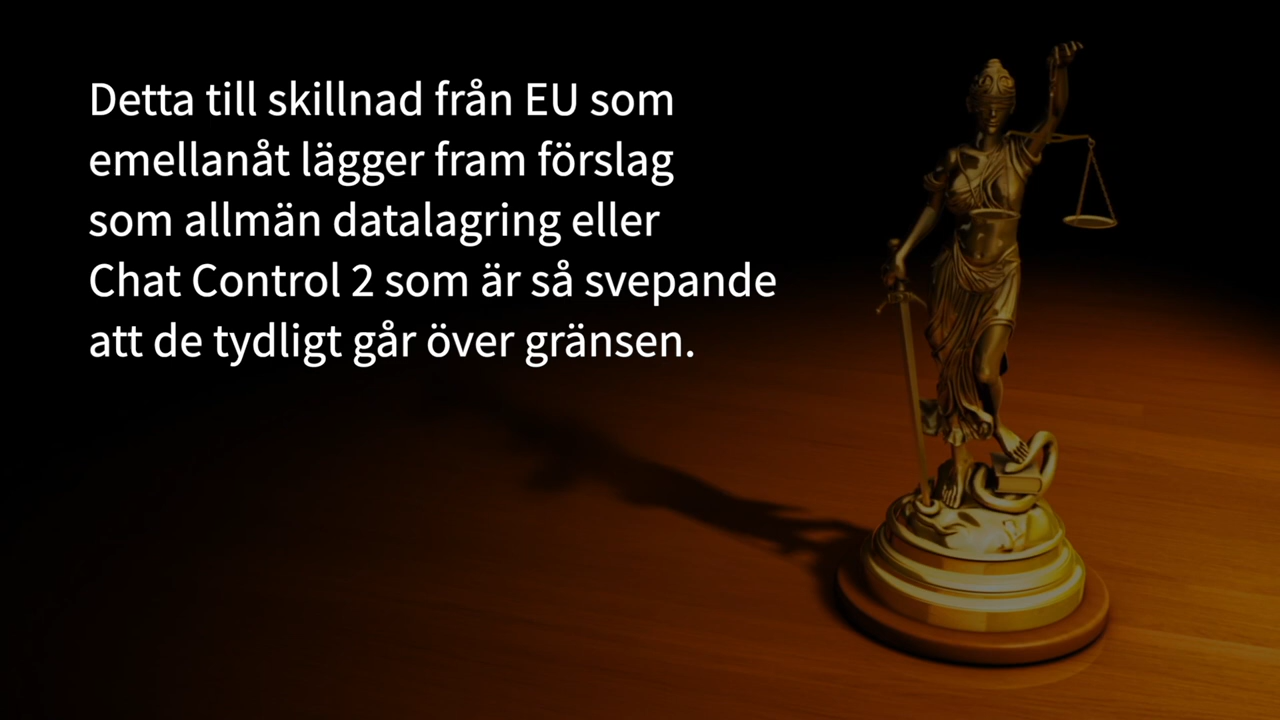 Detta till skillnad från EU som
emellanåt lägger fram förslag
som allmän datalagring eller
Chat Control 2 som är så svepande
att de tydligt går över gränsen.